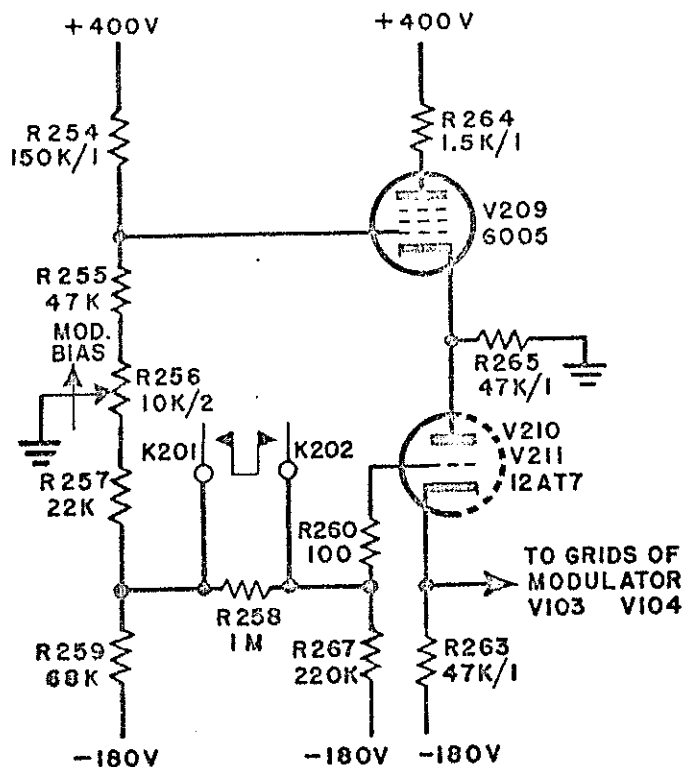 +400V
+400V
R254
150K/1
R264
1.5K/1
V209
6005
R255
47K
MOD.
BIAS
R256
10K/2
R265
47K/1
K201
K202
V210
V211
12AT7
R257
22K
R260
100
TO GRIDS OF
MODULATOR
V103 V104
R258
1M
R259
68K
R267
220K
R263
47K/1
-180V
-180V
-180V